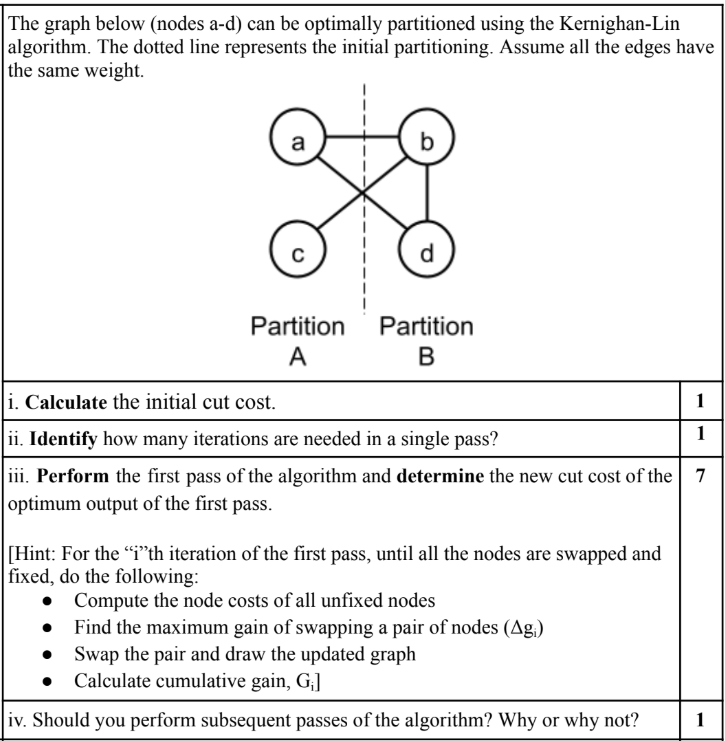 The graph below (nodes a-d) can be optimally partitioned using the Kernighan-Lin
algorithm. The dotted line represents the initial partitioning. Assume all the edges have
the same weight.
a
b
c
d
Partition Partition
A B
i. Calculate the initial cut cost. 1
ii. Identify how many iterations are needed in a single pass? 1
iii. Perform the first pass of the algorithm and determine the new cut cost of the 7
optimum output of the first pass.
[Hint: For the “i”th iteration of the first pass, until all the nodes are swapped and
fixed, do the following:
● Compute the node costs of all unfixed nodes
● Find the maximum gain of swapping a pair of nodes (Δgᵢ)
● Swap the pair and draw the updated graph
● Calculate cumulative gain, Gᵢ]
iv. Should you perform subsequent passes of the algorithm? Why or why not? 1